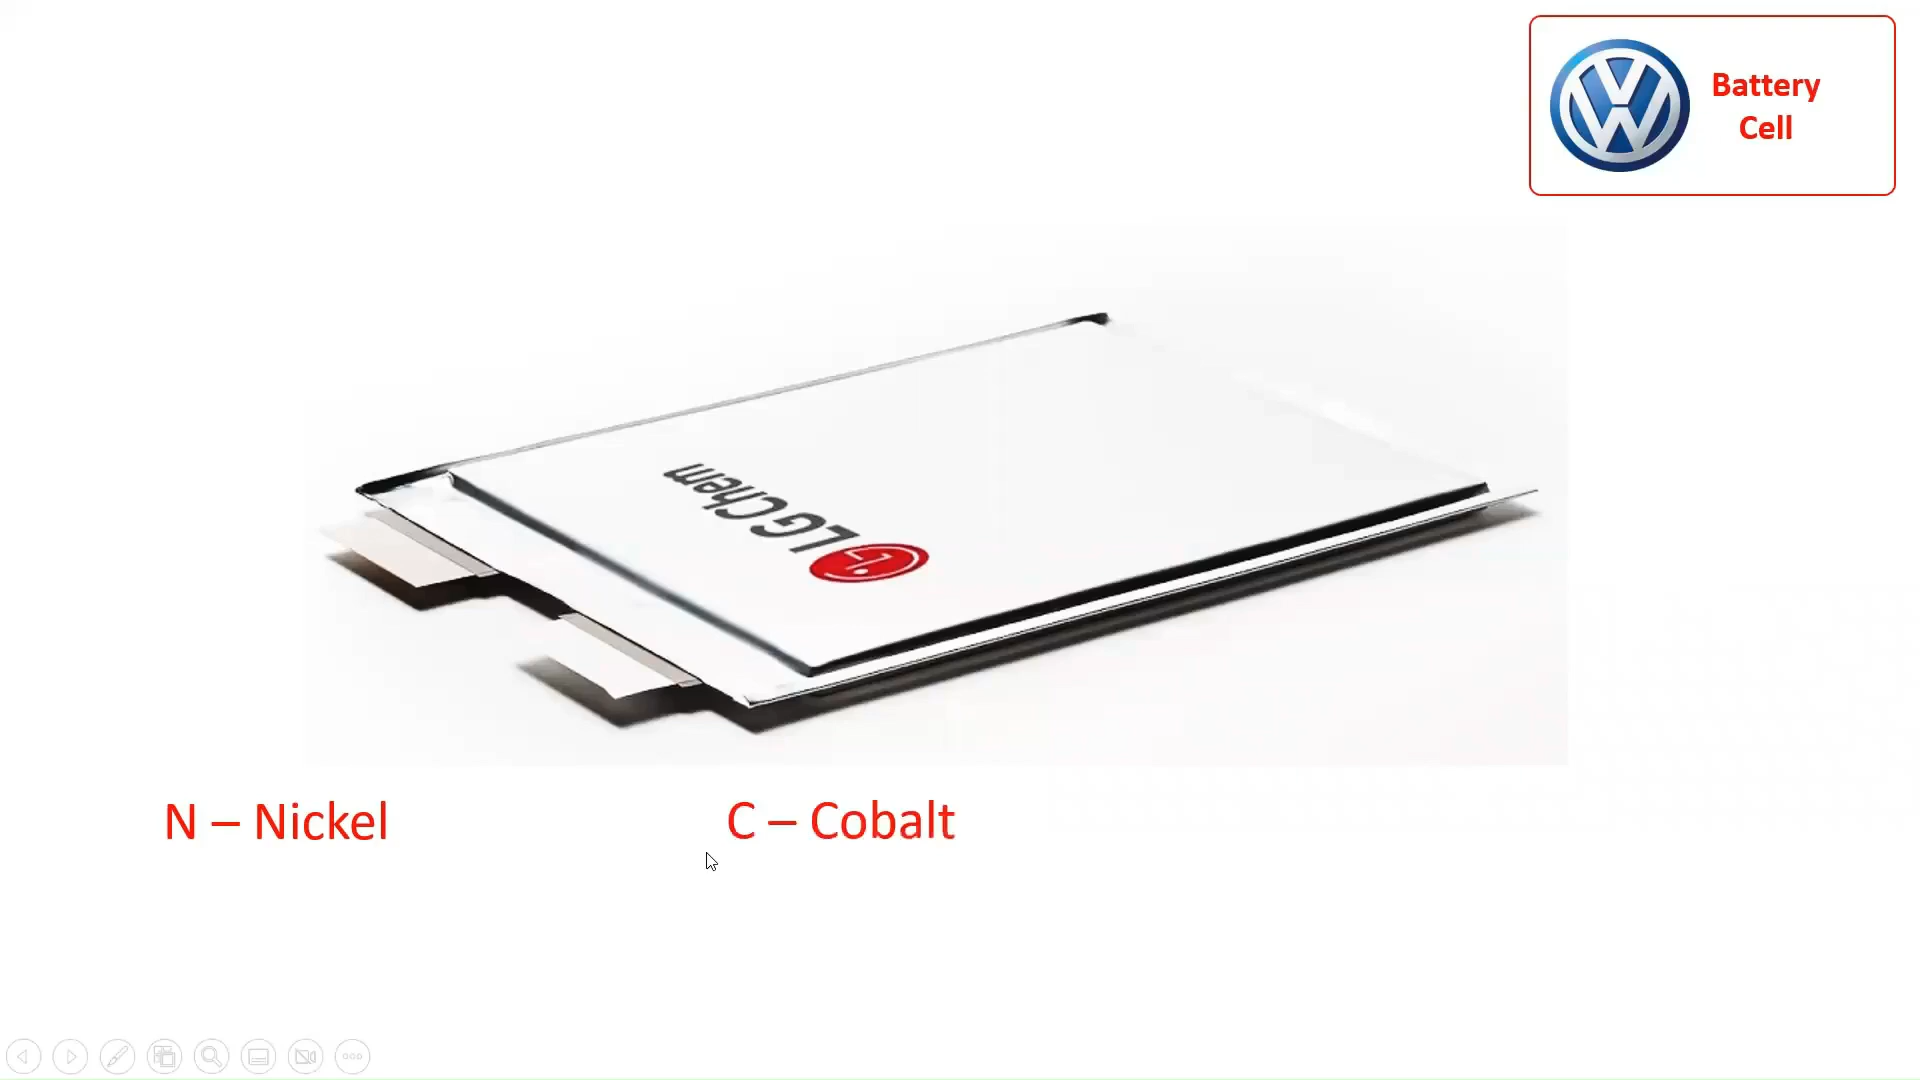 Battery
Cell
LG Chem
N – Nickel
C – Cobalt